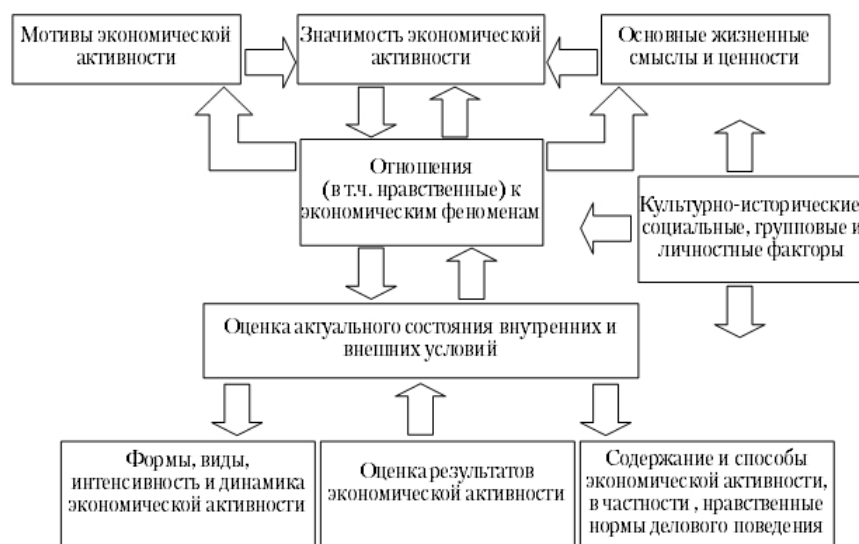 Мотивы экономической
активности
Значимость экономической
активности
Основные жизненные
смыслы и ценности
Отношения
(в т.ч. нравственные) к
экономическим феноменам
Культурно-исторические,
социальные, групповые и
личностные факторы
Оценка актуального состояния внутренних и
внешних условий
Формы, виды,
интенсивность и динамика
экономической активности
Оценка результатов
экономической активности
Содержание и способы
экономической активности,
в частности , нравственные
нормы делового поведения